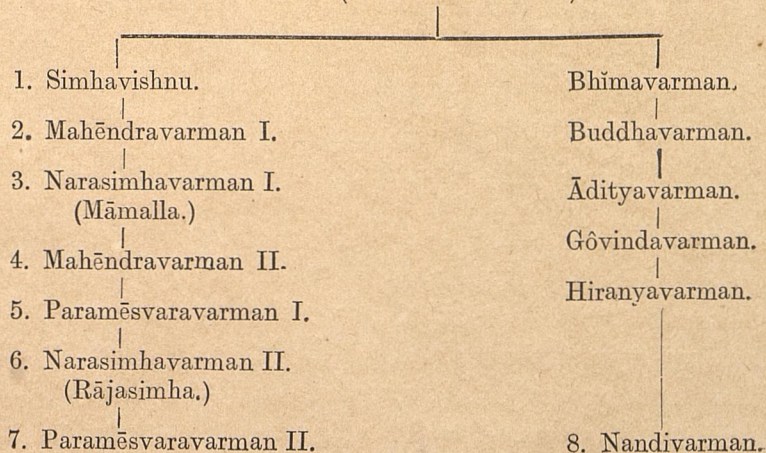 1. Simhavishnu.
Bhĭmavarman.
2. Mahēndravarman I.
Buddhavarman.
3. Narasimhavarman I.
(Māmalla.)
Ādityavarman.
4. Mahēndravarman II.
Gôvindavarman.
5. Paramēsvaravarman I.
Hiranyavarman.
6. Narasimhavarman II.
(Rājasimha.)
7. Paramēsvaravarman II.
8. Nandivarman.